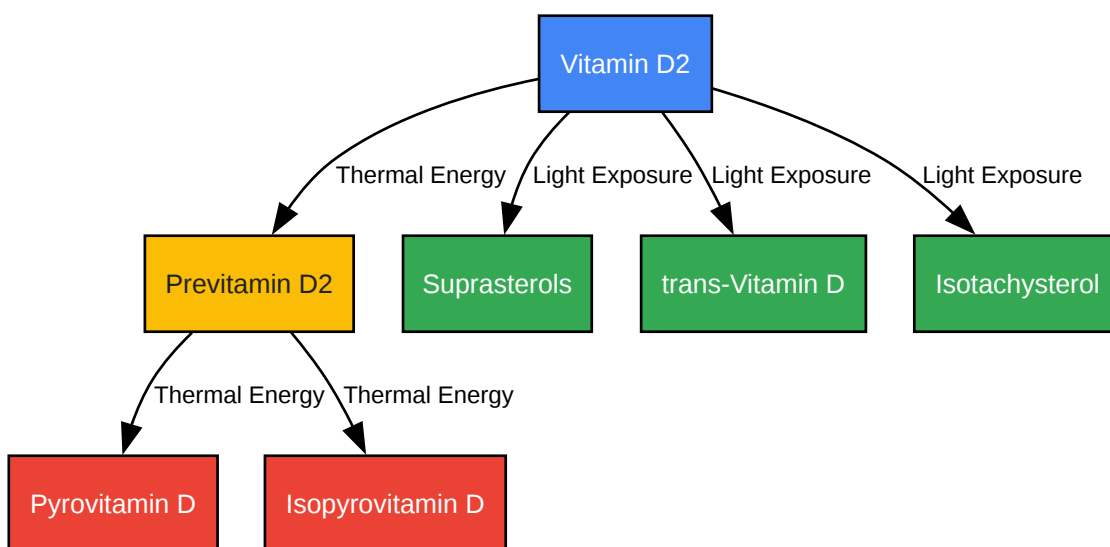 Vitamin D2
Thermal Energy
Light Exposure
Light Exposure
Light Exposure
Previtamin D2
Suprasterols
trans-Vitamin D
Isotachysterol
Thermal Energy
Thermal Energy
Pyrovitamin D
Isopyrovitamin D